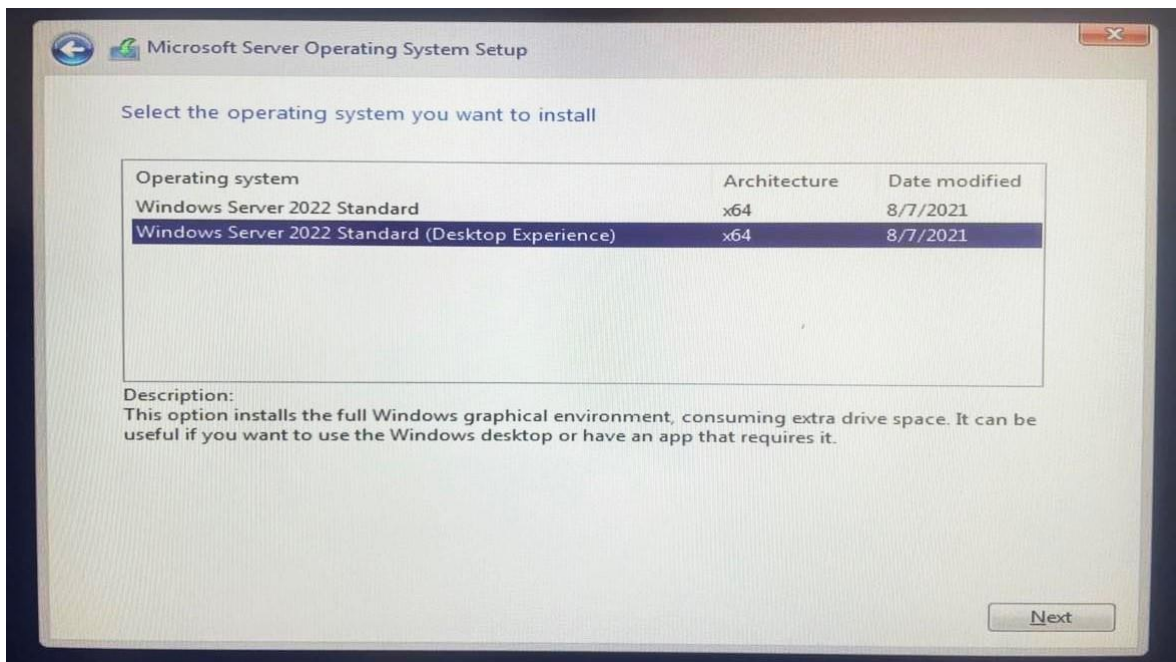 Microsoft Server Operating System Setup
Select the operating system you want to install
Operating system Architecture Date modified
Windows Server 2022 Standard x64 8/7/2021
Windows Server 2022 Standard (Desktop Experience) x64 8/7/2021
Description:
This option installs the full Windows graphical environment, consuming extra drive space. It can be
useful if you want to use the Windows desktop or have an app that requires it.
Next